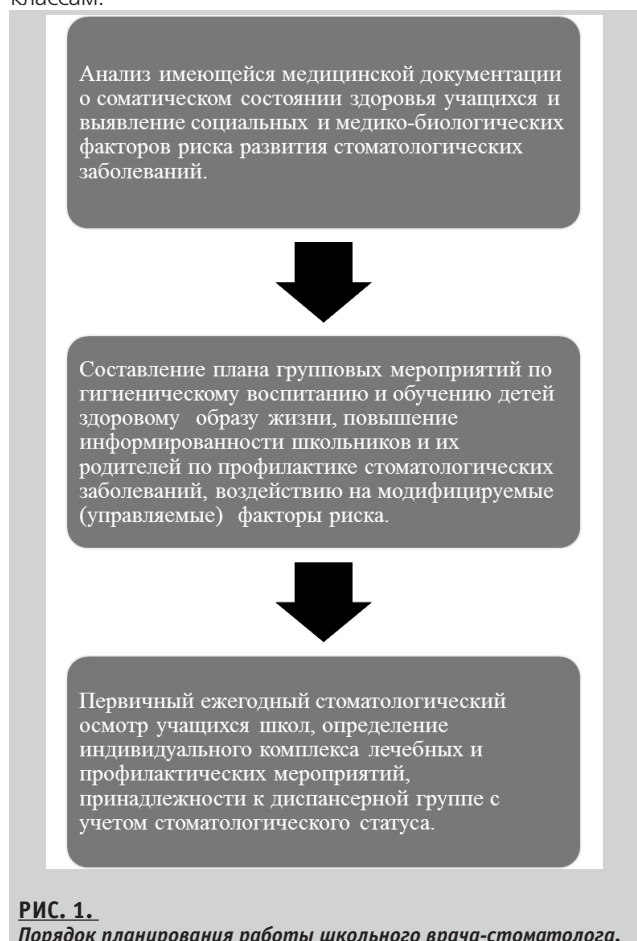 классам.
Анализ имеющейся медицинской документации
о соматическом состоянии здоровья учащихся и
выявление социальных и медико-биологических
факторов риска развития стоматологических
заболеваний.
Составление плана групповых мероприятий по
гигиеническому воспитанию и обучению детей
здоровому образу жизни, повышение
информированности школьников и их
родителей по профилактике стоматологических
заболеваний, воздействию на модифицируемые
(управляемые) факторы риска.
Первичный ежегодный стоматологический
осмотр учащихся школ, определение
индивидуального комплекса лечебных и
профилактических мероприятий,
принадлежности к диспансерной группе с
учетом стоматологического статуса.
РИС. 1.
Порядок планирования работы школьного врача-стоматолога.